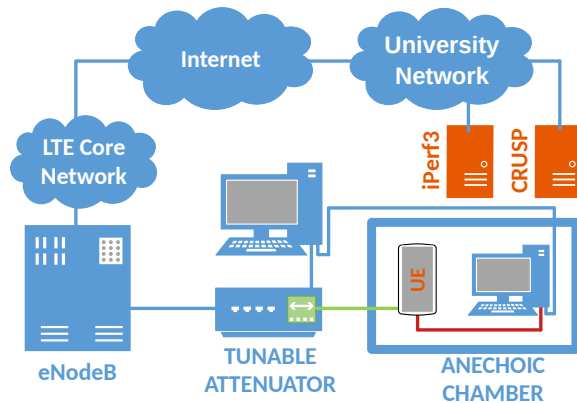 Internet
University
Network
LTE Core
Network
iPerf3
CRUSP
UE
eNodeB
TUNABLE
ATTENUATOR
ANECHOIC
CHAMBER